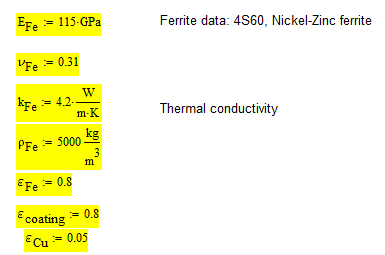 E_Fe := 115·GPa Ferrite data: 4S60, Nickel-Zinc ferrite
ν_Fe := 0.31
k_Fe := 4.2·W/(m·K) Thermal conductivity
ρ_Fe := 5000 kg/m³
ε_Fe := 0.8
ε_coating := 0.8
ε_Cu := 0.05